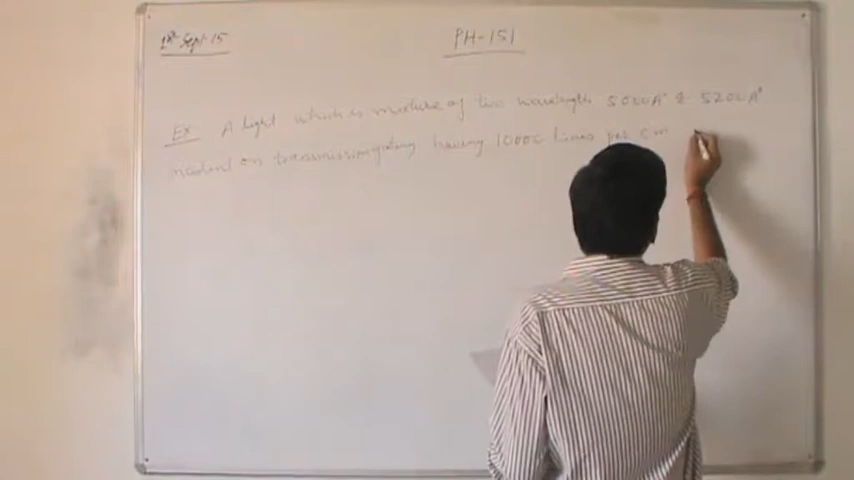 1st Sept-15
PH-151
Ex A light which is mixture of two wavelength 5000A° & 5200A°
incident on transmission grating having 10000 lines per cm